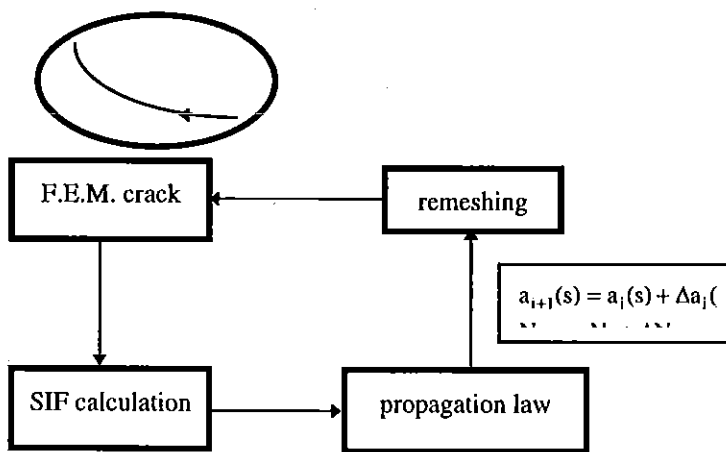 F.E.M. crack
remeshing
a_{i+1}(s) = a_i(s) + Δa_i(
SIF calculation
propagation law